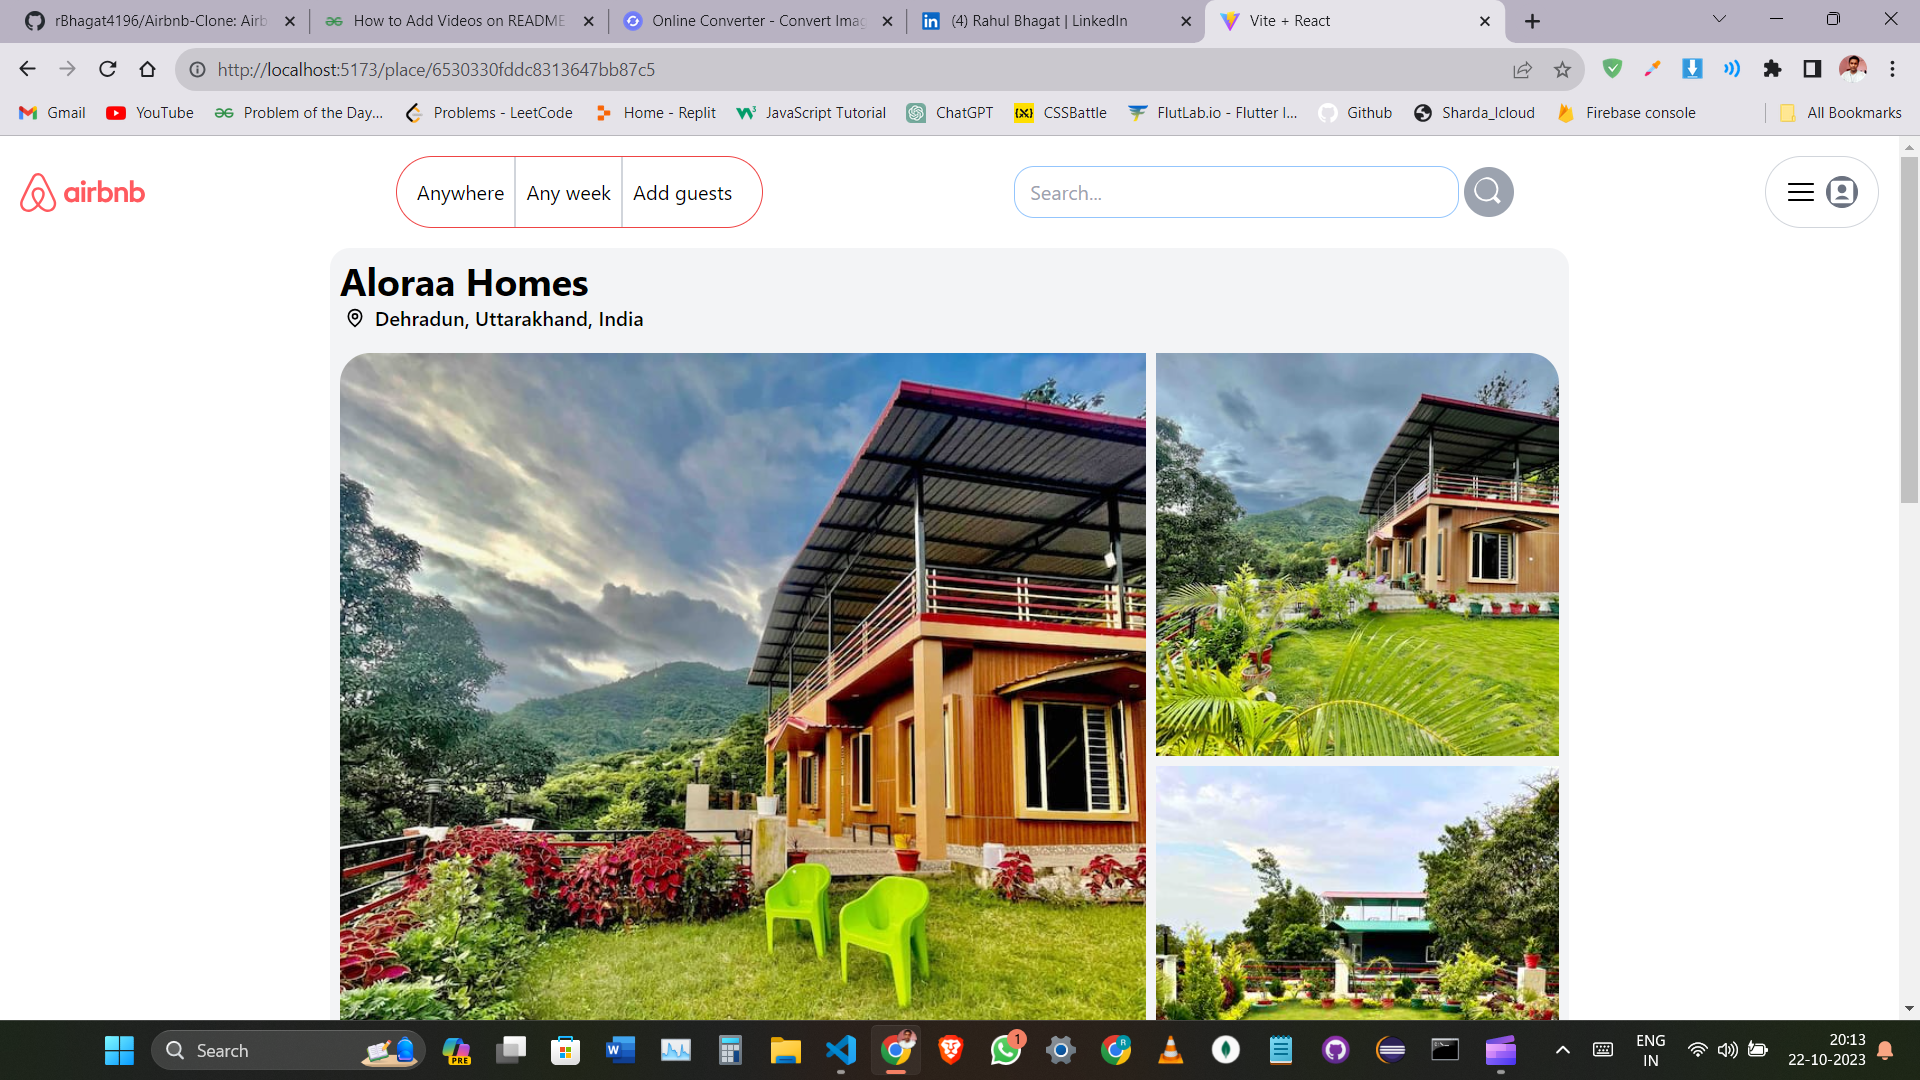 rBhagat4196/Airbnb-Clone: Airb
How to Add Videos on README
Online Converter - Convert Imag
(4) Rahul Bhagat | LinkedIn
Vite + React
http://localhost:5173/place/6530330fddc8313647bb87c5
Gmail
YouTube
Problem of the Day...
Problems - LeetCode
Home - Replit
JavaScript Tutorial
ChatGPT
CSSBattle
FlutLab.io - Flutter I...
Github
Sharda_Icloud
Firebase console
All Bookmarks
airbnb
Anywhere
Any week
Add guests
Search...
Aloraa Homes
Dehradun, Uttarakhand, India
Search
PRE
1
R
ENG
IN
20:13
22-10-2023